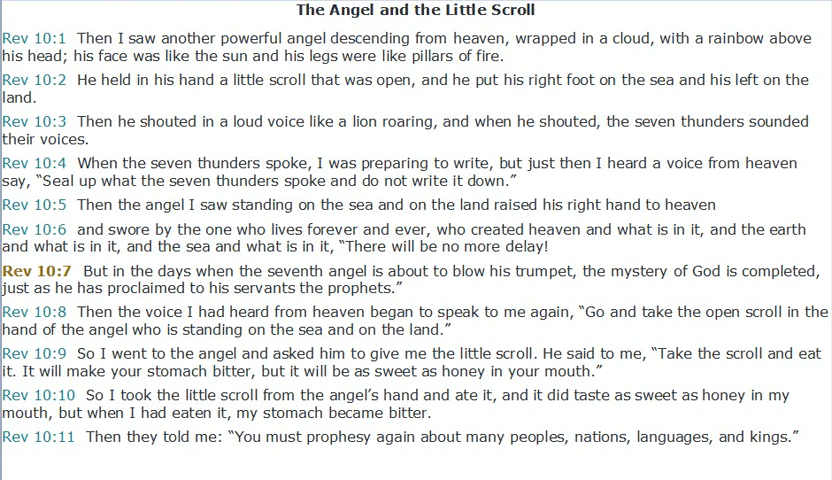 The Angel and the Little Scroll
Rev 10:1 Then I saw another powerful angel descending from heaven, wrapped in a cloud, with a rainbow above
his head; his face was like the sun and his legs were like pillars of fire.
Rev 10:2 He held in his hand a little scroll that was open, and he put his right foot on the sea and his left on the
land.
Rev 10:3 Then he shouted in a loud voice like a lion roaring, and when he shouted, the seven thunders sounded
their voices.
Rev 10:4 When the seven thunders spoke, I was preparing to write, but just then I heard a voice from heaven
say, “Seal up what the seven thunders spoke and do not write it down.”
Rev 10:5 Then the angel I saw standing on the sea and on the land raised his right hand to heaven
Rev 10:6 and swore by the one who lives forever and ever, who created heaven and what is in it, and the earth
and what is in it, and the sea and what is in it, “There will be no more delay!
Rev 10:7 But in the days when the seventh angel is about to blow his trumpet, the mystery of God is completed,
just as he has proclaimed to his servants the prophets.”
Rev 10:8 Then the voice I had heard from heaven began to speak to me again, “Go and take the open scroll in the
hand of the angel who is standing on the sea and on the land.”
Rev 10:9 So I went to the angel and asked him to give me the little scroll. He said to me, “Take the scroll and eat
it. It will make your stomach bitter, but it will be as sweet as honey in your mouth.”
Rev 10:10 So I took the little scroll from the angel’s hand and ate it, and it did taste as sweet as honey in my
mouth, but when I had eaten it, my stomach became bitter.
Rev 10:11 Then they told me: “You must prophesy again about many peoples, nations, languages, and kings.”